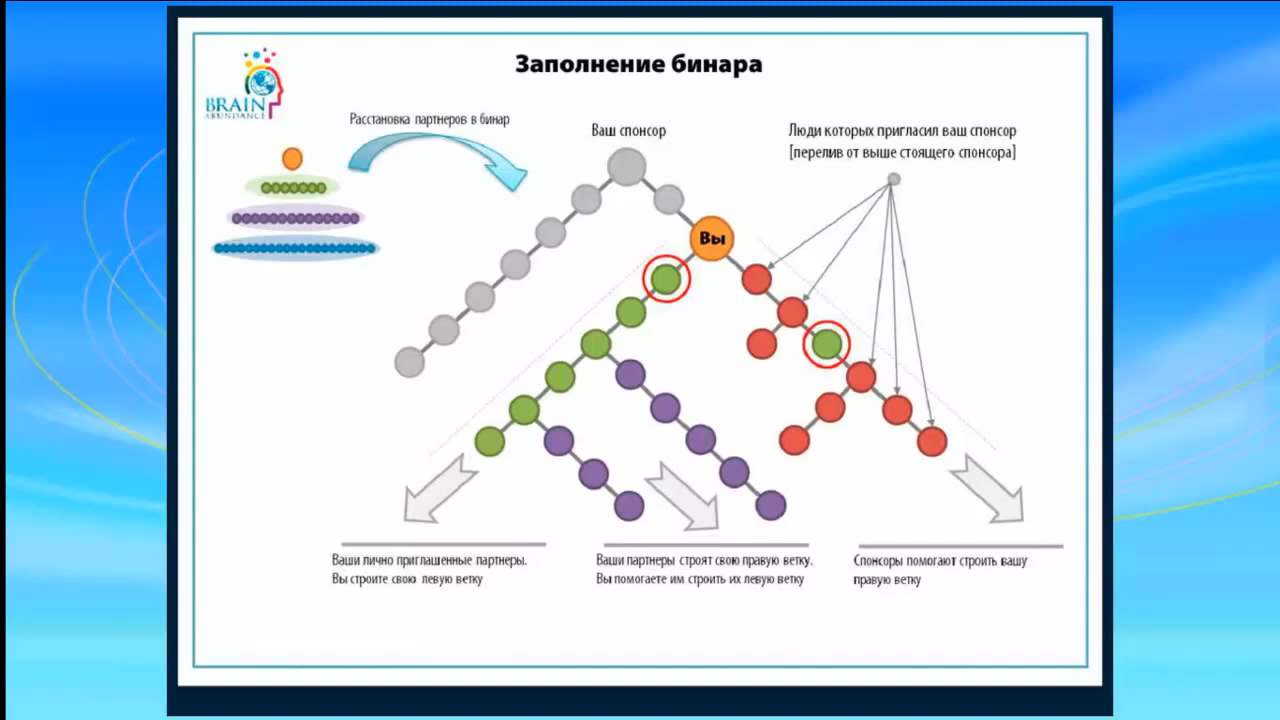 Заполнение бинара
BRAIN
ABUNDANCE
Расстановка партнеров в бинар
Ваш спонсор
Люди которых пригласил ваш спонсор
[перелив от выше стоящего спонсора]
Вы
Ваши лично приглашенные партнеры.
Вы строите свою левую ветку
Ваши партнеры строят свою правую ветку.
Вы помогаете им строить их левую ветку
Спонсоры помогают строить вашу
правую ветку